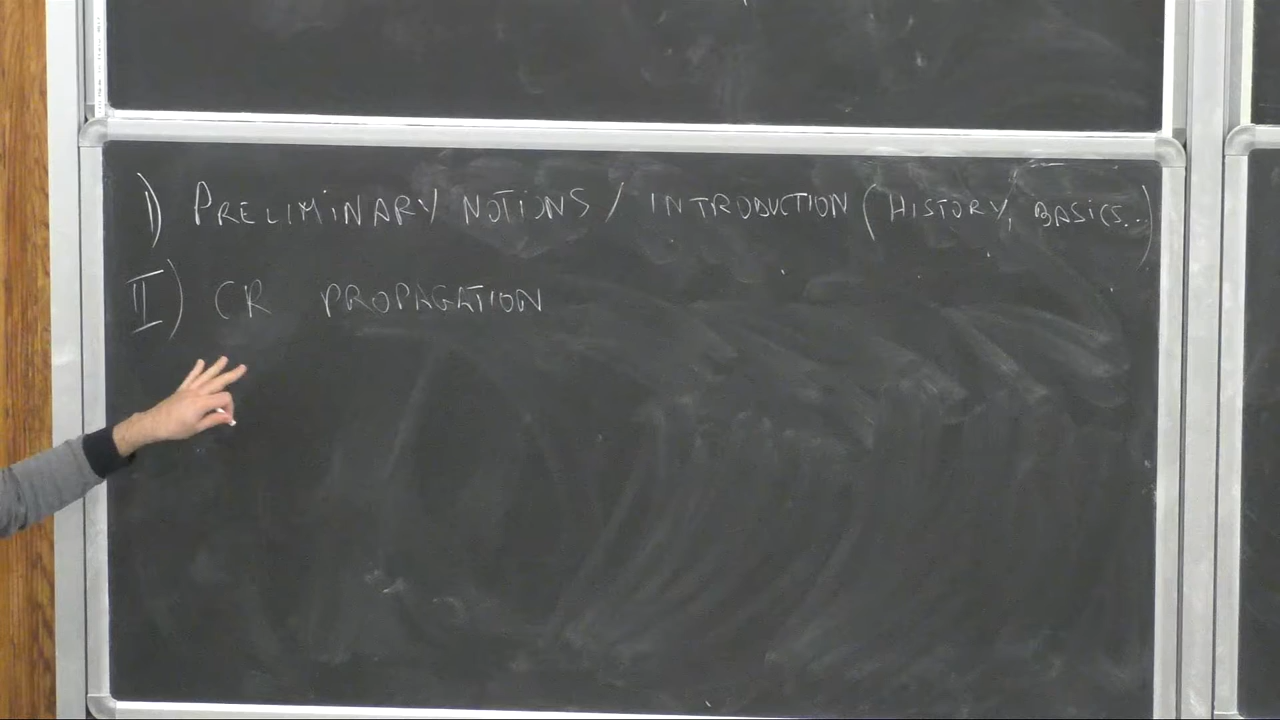 I) PRELIMINARY NOTIONS / INTRODUCTION (HISTORY, BASICS...)
II) CR PROPAGATION